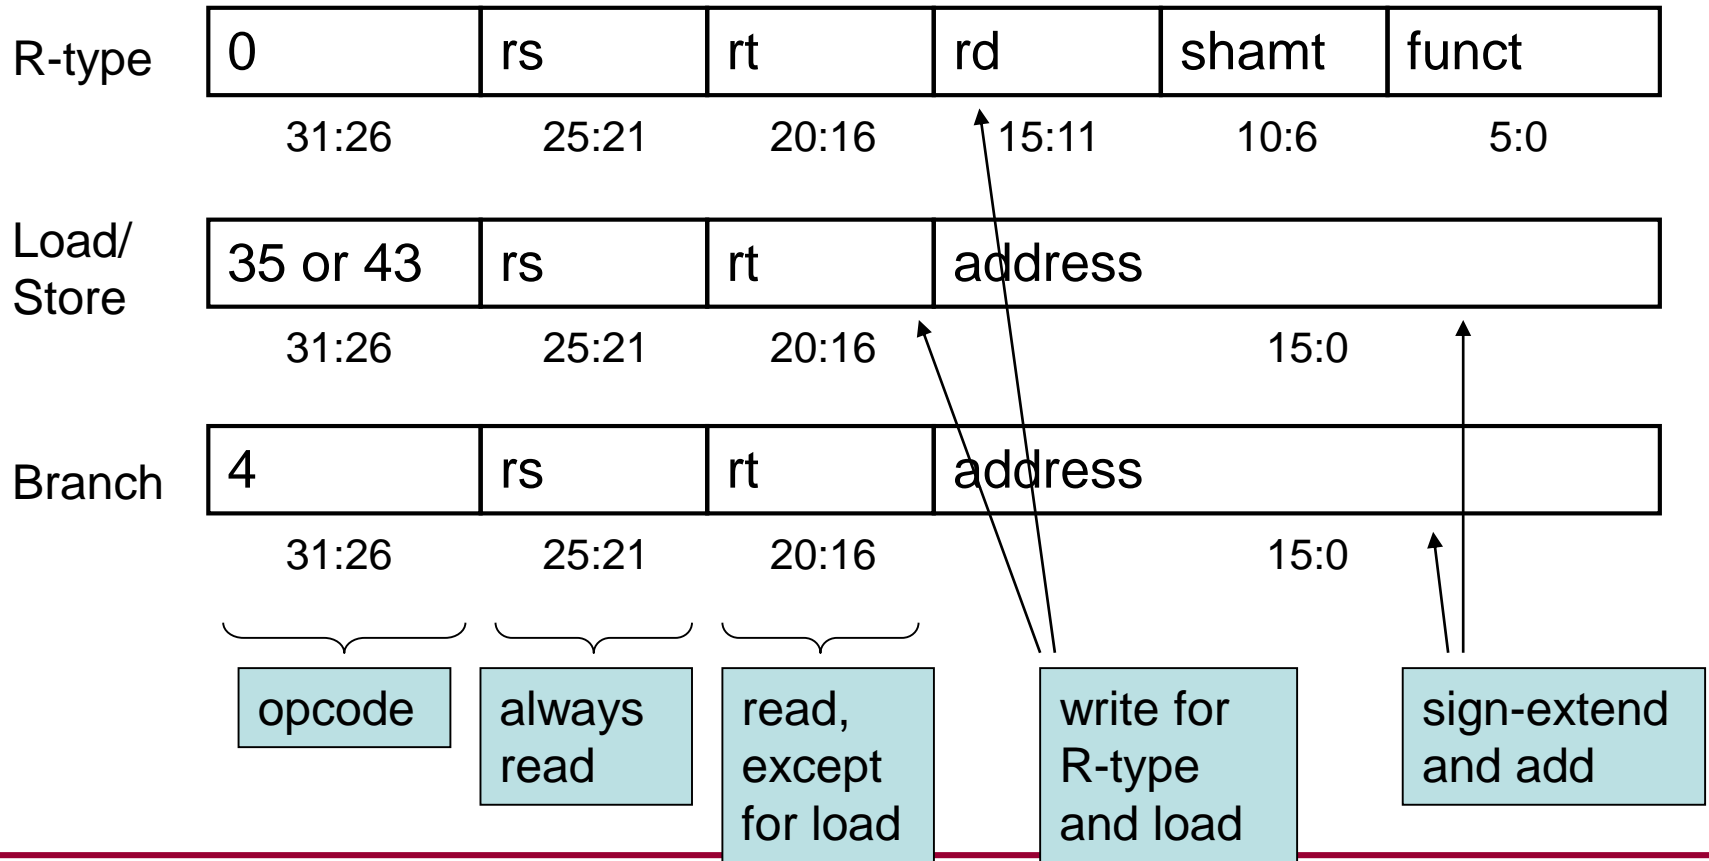 R-type 0 rs rt rd shamt funct
31:26 25:21 20:16 15:11 10:6 5:0
Load/
Store
35 or 43 rs rt address
31:26 25:21 20:16 15:0
Branch 4 rs rt address
31:26 25:21 20:16 15:0
opcode
always
read
read,
except
for load
write for
R-type
and load
sign-extend
and add